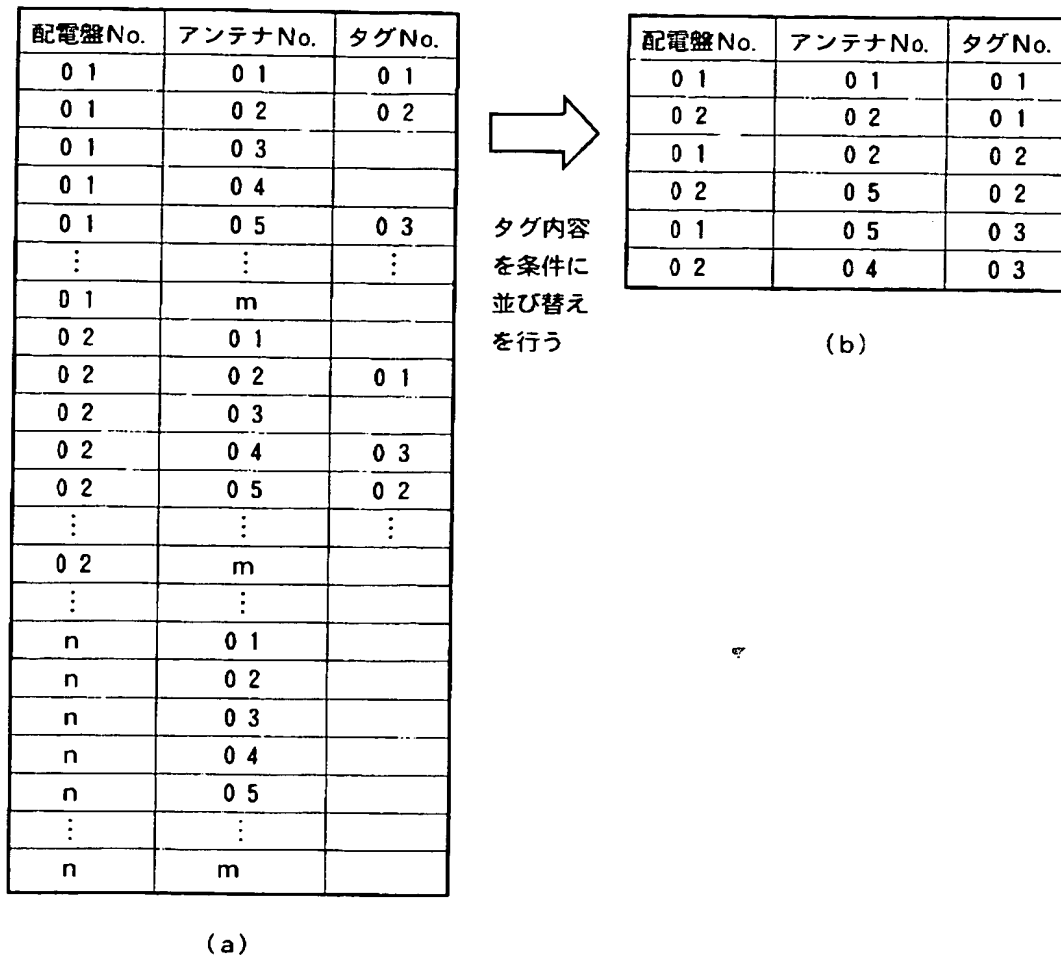 配電盤No. アンテナNo. タグNo.
01 01 01
01 02 02
01 03
01 04
01 05 03
⋮ ⋮ ⋮
01 m
02 01
02 02 01
02 03
02 04 03
02 05 02
⋮ ⋮ ⋮
02 m
⋮ ⋮
n 01
n 02
n 03
n 04
n 05
⋮ ⋮
n m
(a)
タグ内容
を条件に
並び替え
を行う
配電盤No. アンテナNo. タグNo.
01 01 01
02 02 01
01 02 02
02 05 02
01 05 03
02 04 03
(b)